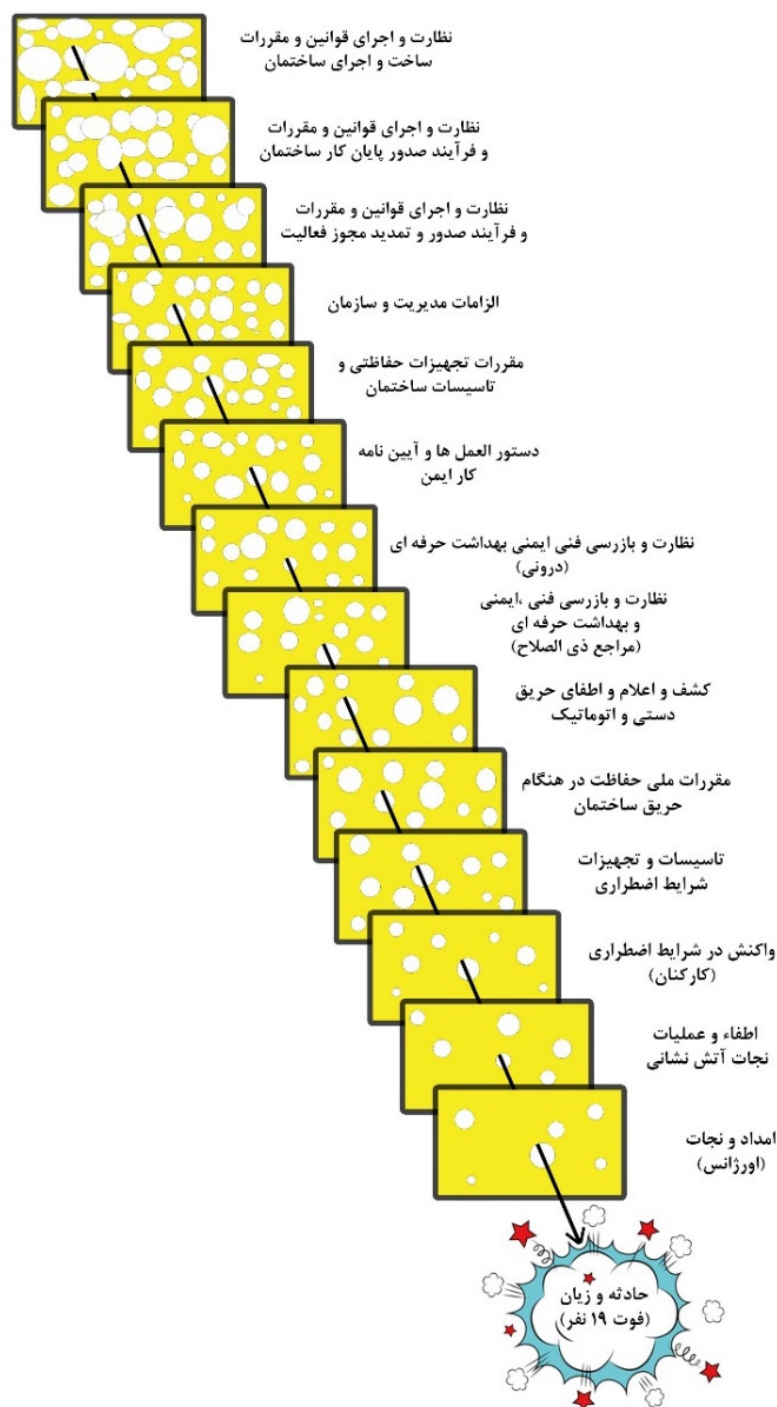 نظارت و اجرای قوانین و مقررات
ساخت و اجرای ساختمان
نظارت و اجرای قوانین و مقررات
و فرآیند صدور پایان کار ساختمان
نظارت و اجرای قوانین و مقررات
و فرآیند صدور و تمدید مجوز فعالیت
الزامات مدیریت و سازمان
مقررات تجهیزات حفاظتی و
تاسیسات ساختمان
دستور العمل ها و آیین نامه
کار ایمن
نظارت و بازرسی فنی ایمنی بهداشت حرفه ای
(درونی)
نظارت و بازرسی فنی ،ایمنی
و بهداشت حرفه ای
(مراجع ذی الصلاح)
کشف و اعلام و اطفای حریق
دستی و اتوماتیک
مقررات ملی حفاظت در هنگام
حریق ساختمان
تاسیسات و تجهیزات
شرایط اضطراری
واکنش در شرایط اضطراری
(کارکنان)
اطفاء و عملیات
نجات آتش نشانی
امداد و نجات
(اورژانس)
حادثه و زیان
(فوت ۱۹ نفر)